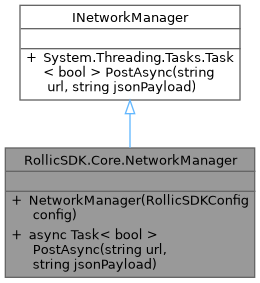 INetworkManager
+ System.Threading.Tasks.Task
< bool > PostAsync(string
url, string jsonPayload)
RollicSDK.Core.NetworkManager
+ NetworkManager(RollicSDKConfig
config)
+ async Task< bool >
PostAsync(string url,
string jsonPayload)